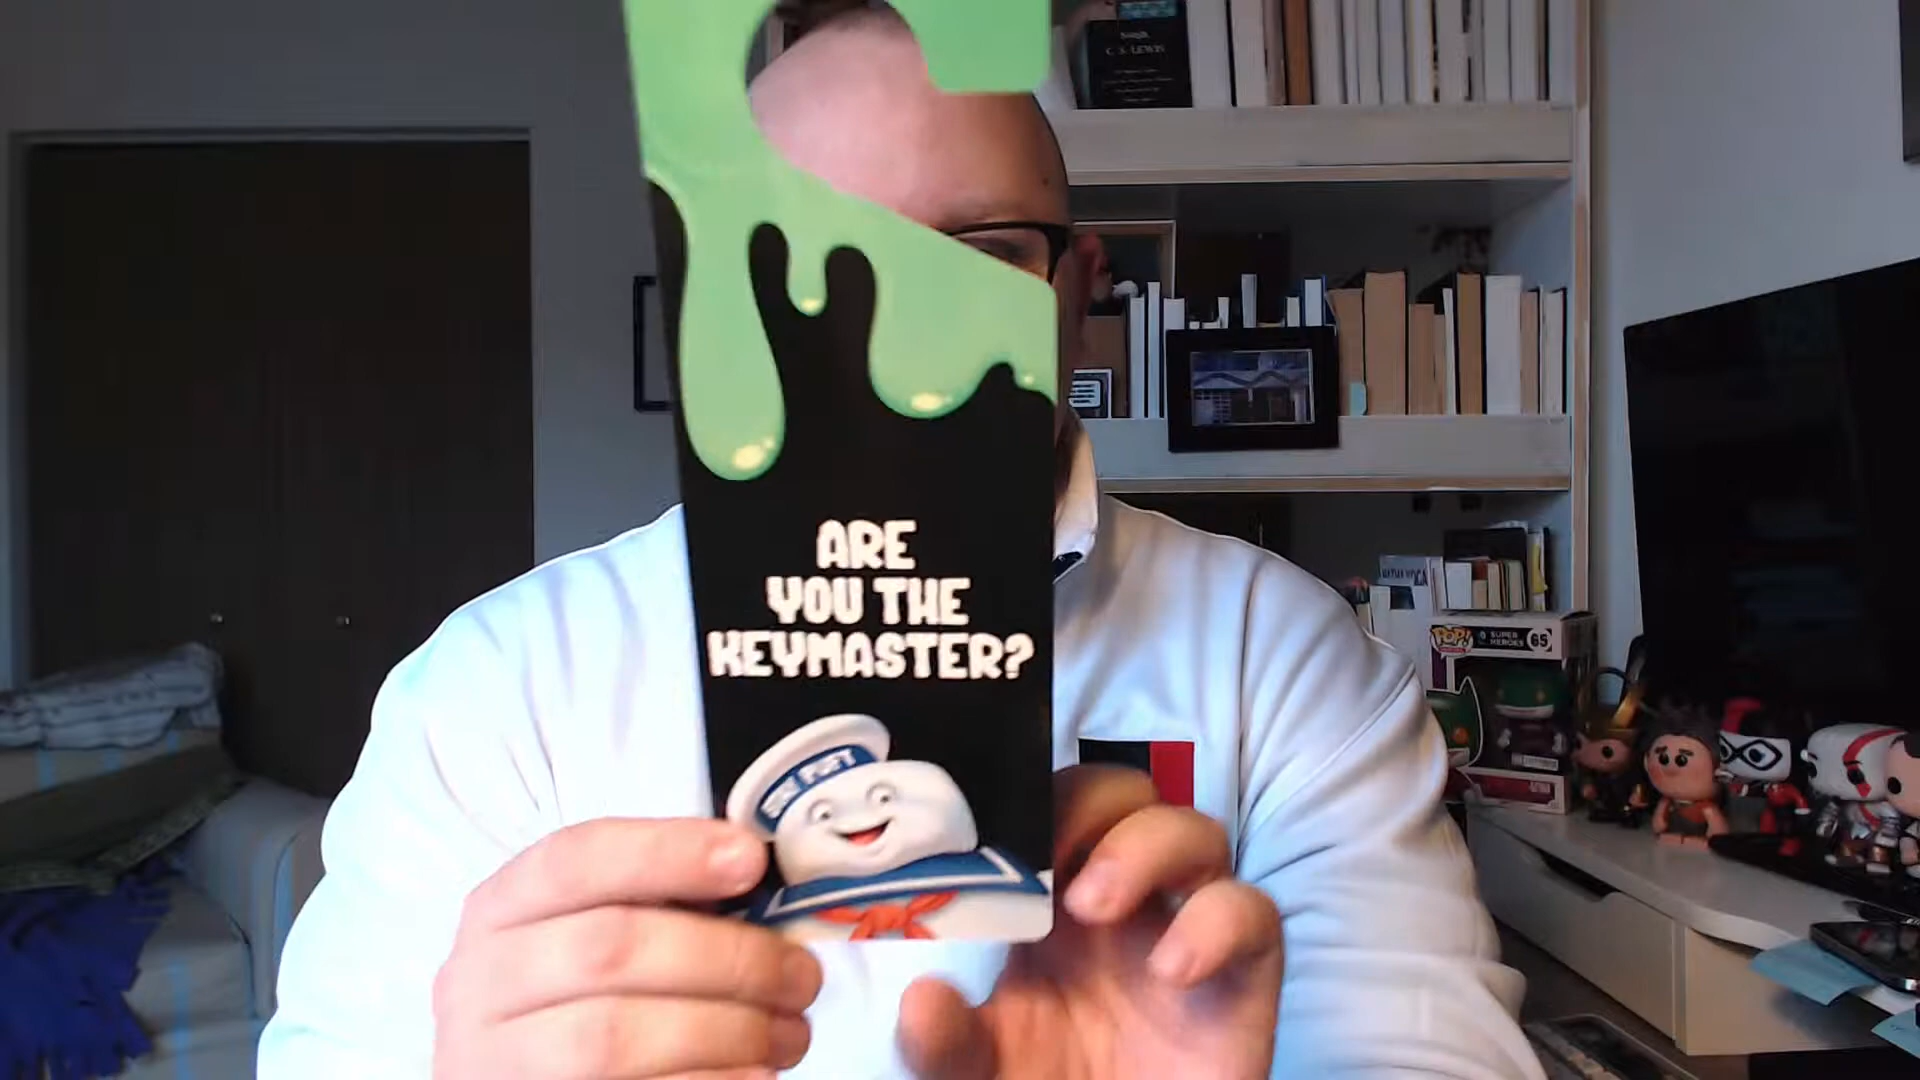 C. S. LEWIS
ARE
YOU THE
KEYMASTER?
STAY PUFT
POP!
SUPER
HEROES
65